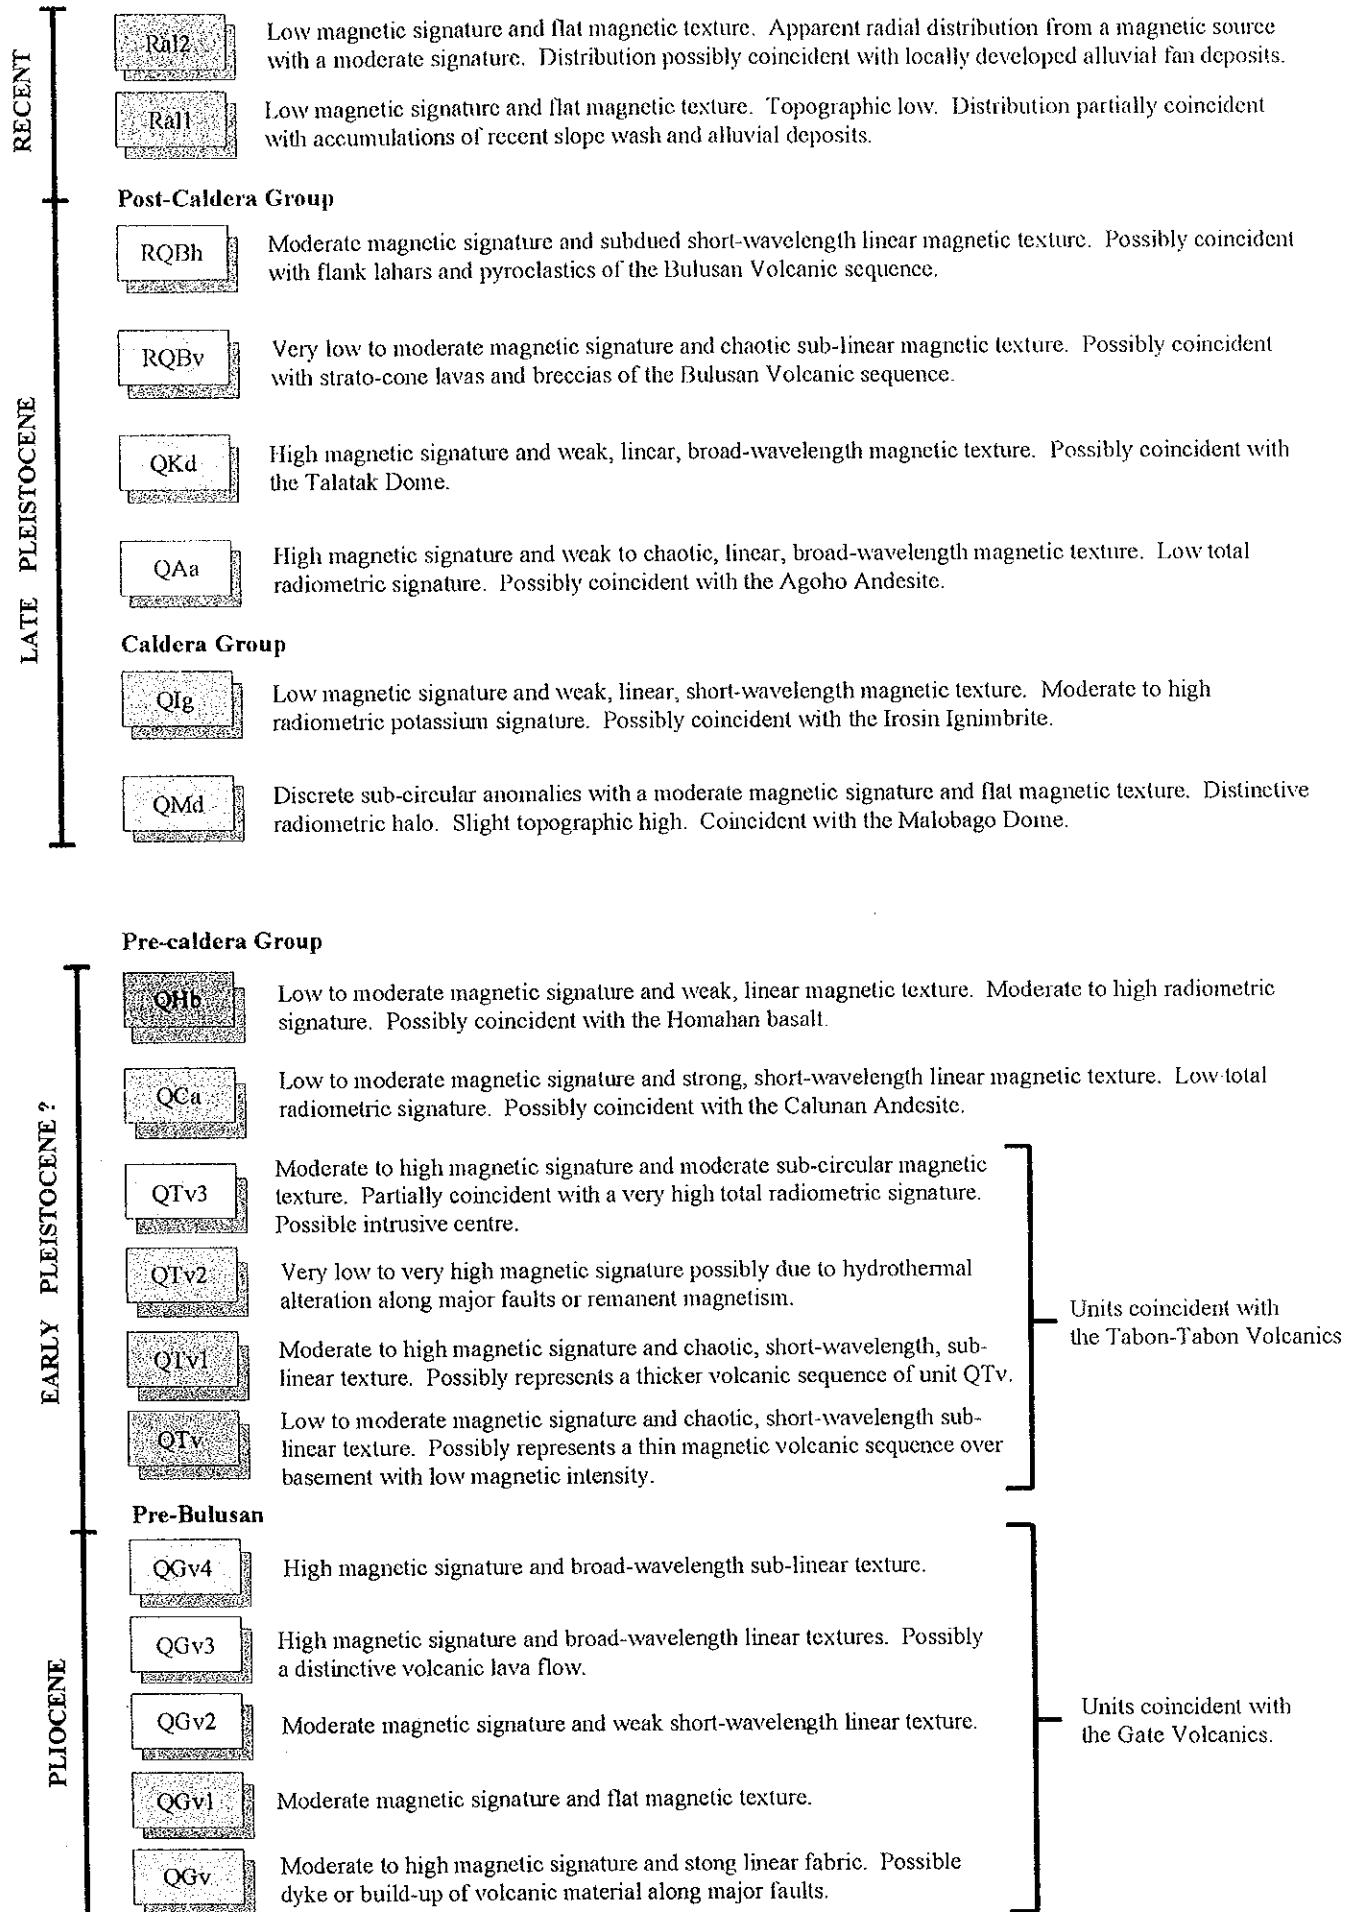 RECENT
Ral2
Low magnetic signature and flat magnetic texture. Apparent radial distribution from a magnetic source
with a moderate signature. Distribution possibly coincident with locally developed alluvial fan deposits.
Ral1
Low magnetic signature and flat magnetic texture. Topographic low. Distribution partially coincident
with accumulations of recent slope wash and alluvial deposits.
LATE PLEISTOCENE
Post-Caldera Group
RQBh
Moderate magnetic signature and subdued short-wavelength linear magnetic texture. Possibly coincident
with flank lahars and pyroclastics of the Bulusan Volcanic sequence.
RQBv
Very low to moderate magnetic signature and chaotic sub-linear magnetic texture. Possibly coincident
with strato-cone lavas and breccias of the Bulusan Volcanic sequence.
QKd
High magnetic signature and weak, linear, broad-wavelength magnetic texture. Possibly coincident with
the Talatak Dome.
QAa
High magnetic signature and weak to chaotic, linear, broad-wavelength magnetic texture. Low total
radiometric signature. Possibly coincident with the Agoho Andesite.
Caldera Group
QIg
Low magnetic signature and weak, linear, short-wavelength magnetic texture. Moderate to high
radiometric potassium signature. Possibly coincident with the Irosin Ignimbrite.
QMd
Discrete sub-circular anomalies with a moderate magnetic signature and flat magnetic texture. Distinctive
radiometric halo. Slight topographic high. Coincident with the Malobago Dome.
EARLY PLEISTOCENE ?
Pre-caldera Group
QHb
Low to moderate magnetic signature and weak, linear magnetic texture. Moderate to high radiometric
signature. Possibly coincident with the Homahan basalt.
QCa
Low to moderate magnetic signature and strong, short-wavelength linear magnetic texture. Low total
radiometric signature. Possibly coincident with the Calunan Andesite.
QTv3
Moderate to high magnetic signature and moderate sub-circular magnetic
texture. Partially coincident with a very high total radiometric signature.
Possible intrusive centre.
QTv2
Very low to very high magnetic signature possibly due to hydrothermal
alteration along major faults or remanent magnetism.
QTv1
Moderate to high magnetic signature and chaotic, short-wavelength, sub-
linear texture. Possibly represents a thicker volcanic sequence of unit QTv.
QTv
Low to moderate magnetic signature and chaotic, short-wavelength sub-
linear texture. Possibly represents a thin magnetic volcanic sequence over
basement with low magnetic intensity.
Units coincident with
the Tabon-Tabon Volcanics
Pre-Bulusan
PLIOCENE
QGv4
High magnetic signature and broad-wavelength sub-linear texture.
QGv3
High magnetic signature and broad-wavelength linear textures. Possibly
a distinctive volcanic lava flow.
QGv2
Moderate magnetic signature and weak short-wavelength linear texture.
QGv1
Moderate magnetic signature and flat magnetic texture.
QGv
Moderate to high magnetic signature and stong linear fabric. Possible
dyke or build-up of volcanic material along major faults.
Units coincident with
the Gate Volcanics.